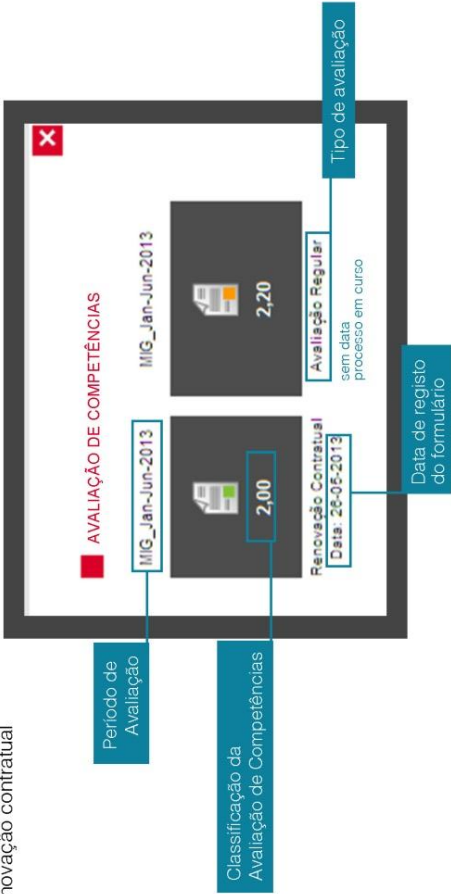 novação contratual
AVALIAÇÃO DE COMPETÊNCIAS
Período de
Avaliação
MIG_Jan-Jun-2013
MIG_Jan-Jun-2013
Classificação da
Avaliação de Competências
2,00
2,20
Renovação Contratual
Data: 26-06-2013
Avaliação Regular
sem data
processo em curso
Tipo de avaliação
Data de registo
do formulário